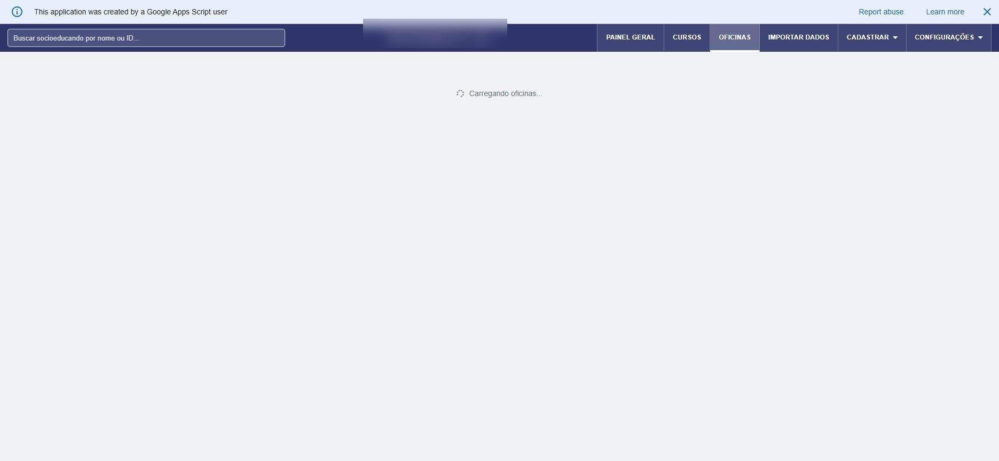 This application was created by a Google Apps Script user
Report abuse
Learn more
Buscar socioeducando por nome ou ID...
PAINEL GERAL
CURSOS
OFICINAS
IMPORTAR DADOS
CADASTRAR
CONFIGURAÇÕES
Carregando oficinas...